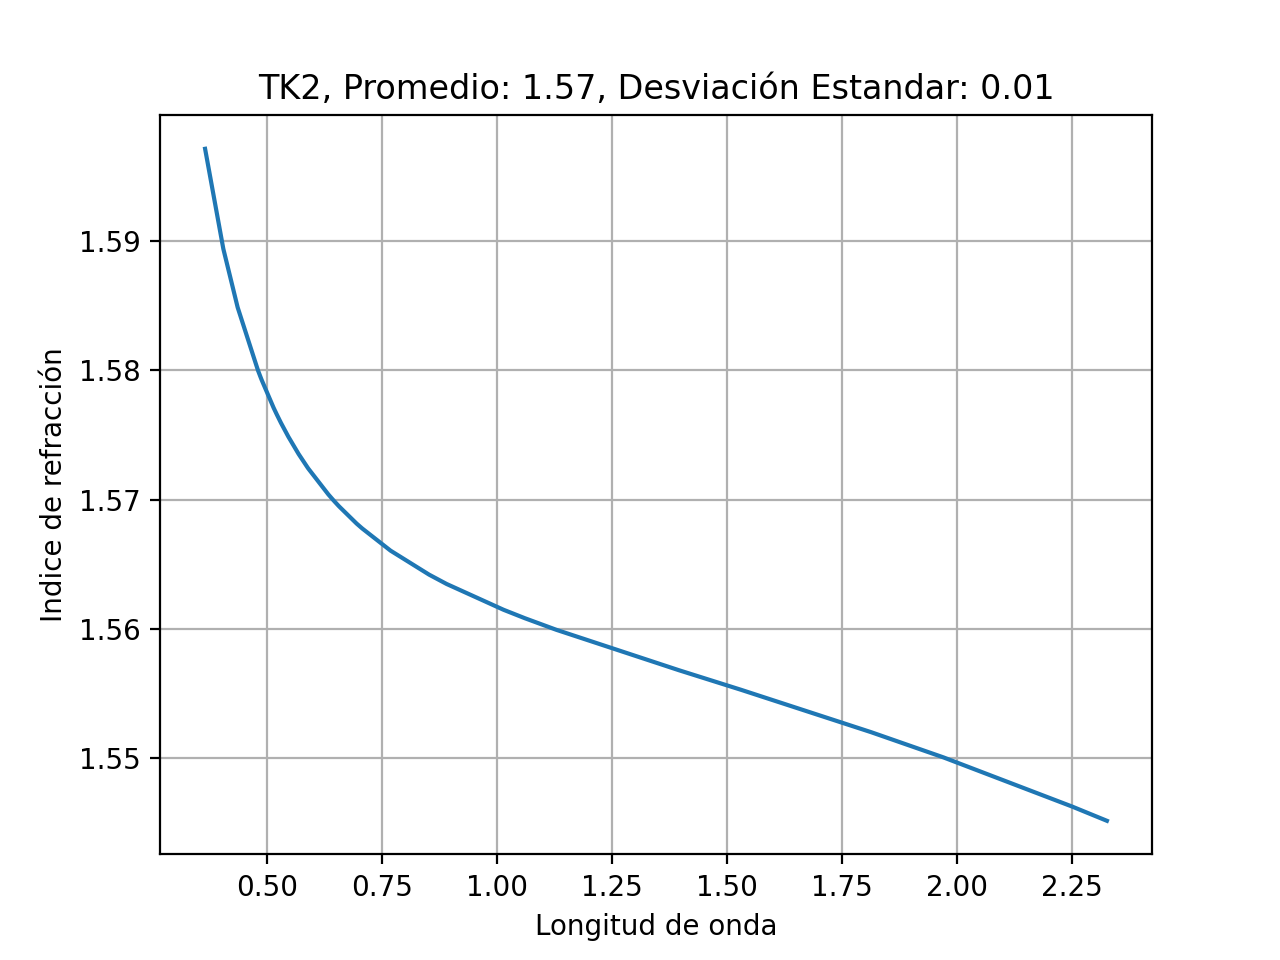 TK2, Promedio: 1.57, Desviación Estandar: 0.01
1.59
1.58
1.57
1.56
1.55
Indice de refracción
0.50 0.75 1.00 1.25 1.50 1.75 2.00 2.25
Longitud de onda